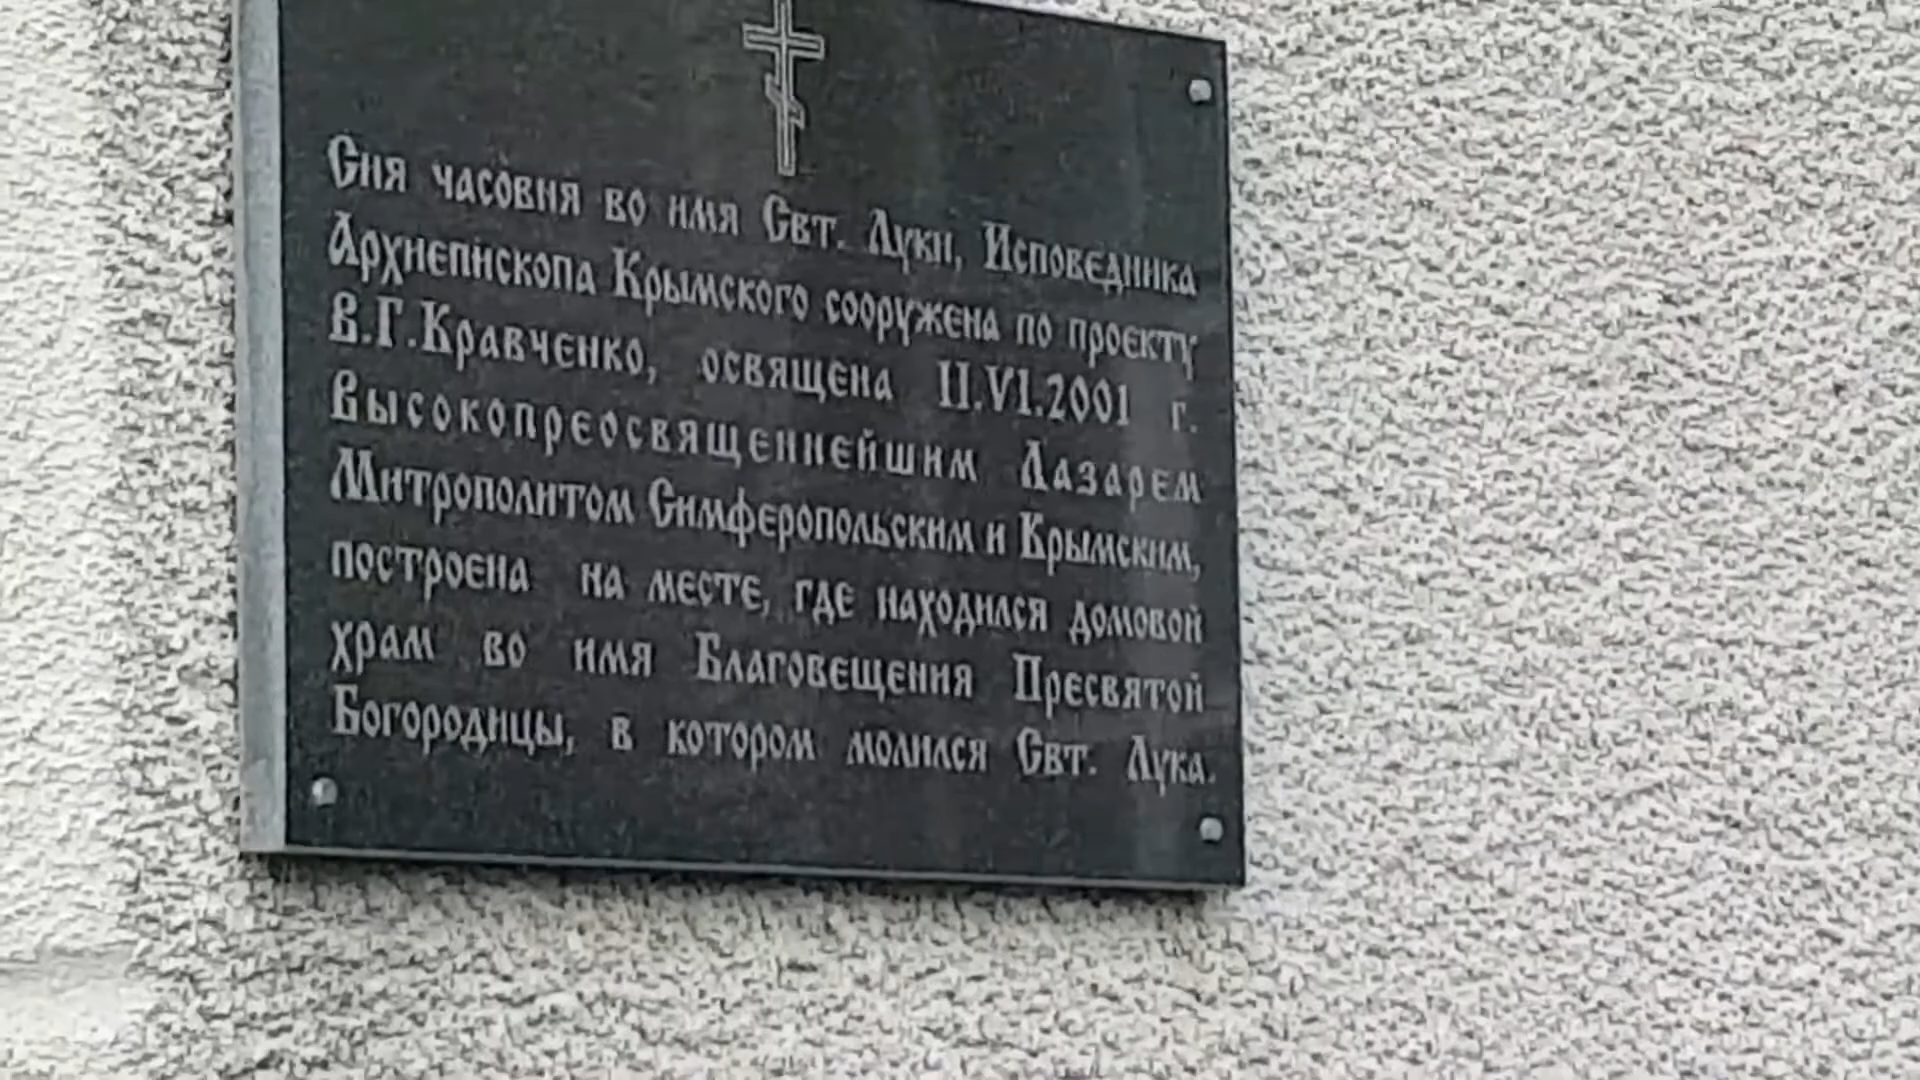 Сия часовня во имя Свт. Луки, Исповедника
Архиепископа Крымского сооружена по проекту
В.Г.Кравченко, освящена 11.VI.2001 г.
Высокопреосвященнейшим Лазарем
Митрополитом Симферопольским и Крымским,
построена на месте, где находился домовой
храм во имя Благовещения Пресвятой
Богородицы, в котором молился Свт. Лука.